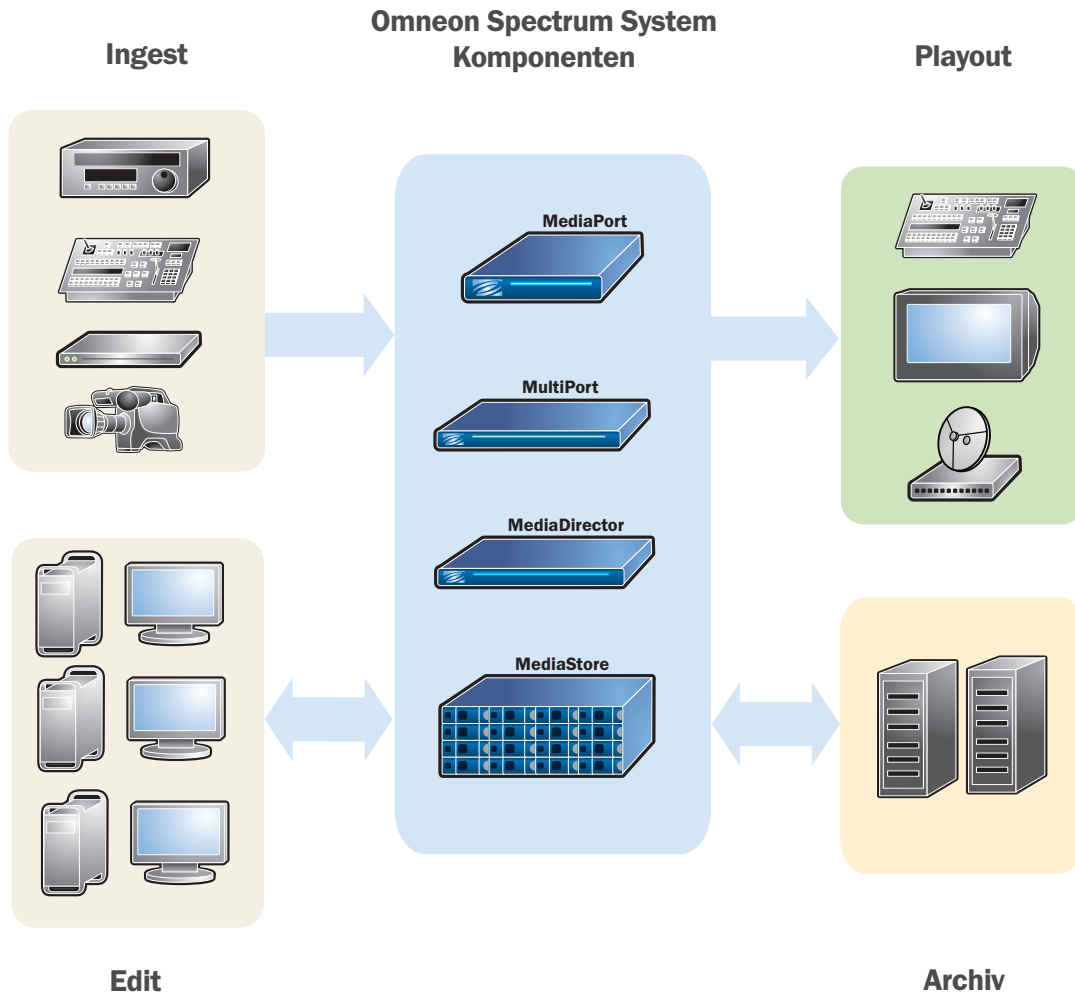 Omneon Spectrum System
Komponenten
Ingest
Playout
MediaPort
MultiPort
MediaDirector
MediaStore
Edit
Archiv